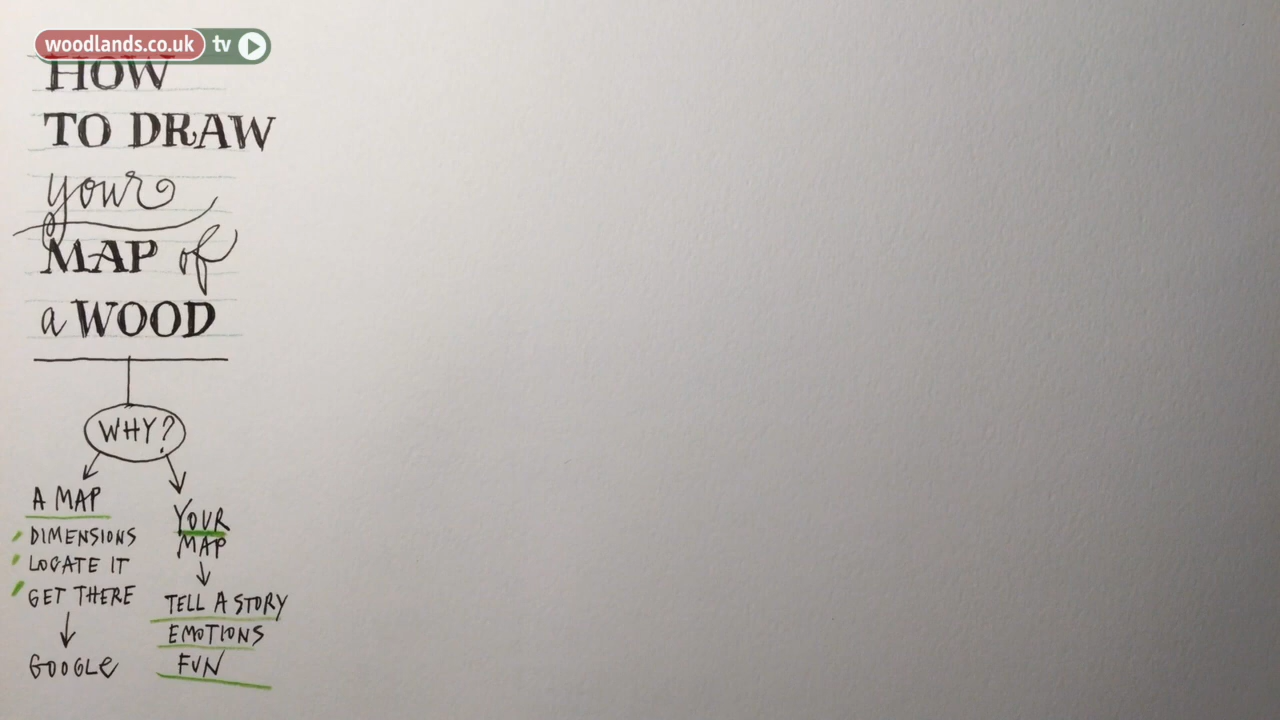 woodlands.co.uk tv
HOW
TO DRAW
your
MAP of
a WOOD
WHY?
A MAP
DIMENSIONS
LOCATE IT
GET THERE
GOOGLE
YOUR
MAP
TELL A STORY
EMOTIONS
FUN